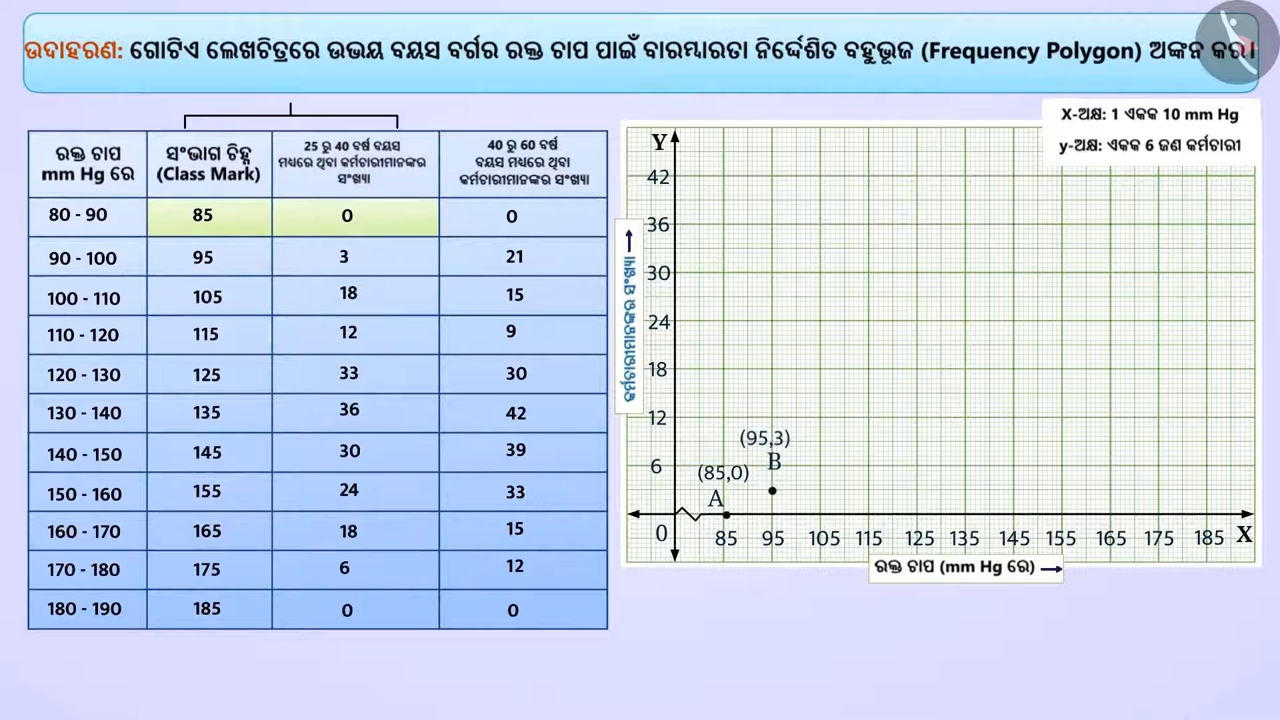 ଉଦାହରଣ: ଗୋଟିଏ ଲେଖଚିତ୍ରରେ ଉଭୟ ବୟସ ବର୍ଗର ରକ୍ତ ଚାପ ପାଇଁ ବାରମ୍ବାରତା ନିର୍ଦ୍ଦେଶିତ ବହୁଭୂଜ (Frequency Polygon) ଅଙ୍କନ କର।
ରକ୍ତ ଚାପ
mm Hg ରେ
ସଂଭାଗ ଚିହ୍ନ
(Class Mark)
25 ରୁ 40 ବର୍ଷ ବୟସ
ମଧ୍ୟରେ ଥିବା କର୍ମଚାରୀମାନଙ୍କର
ସଂଖ୍ୟା
40 ରୁ 60 ବର୍ଷ
ବୟସ ମଧ୍ୟରେ ଥିବା
କର୍ମଚାରୀମାନଙ୍କର ସଂଖ୍ୟା
80 - 90 85 0 0
90 - 100 95 3 21
100 - 110 105 18 15
110 - 120 115 12 9
120 - 130 125 33 30
130 - 140 135 36 42
140 - 150 145 30 39
150 - 160 155 24 33
160 - 170 165 18 15
170 - 180 175 6 12
180 - 190 185 0 0
X-ଅକ୍ଷ: 1 ଏକକ 10 mm Hg
y-ଅକ୍ଷ: ଏକକ 6 ଜଣ କର୍ମଚାରୀ
Y
42
36
30
24
18
12
6
0
କର୍ମଚାରୀମାନଙ୍କର ସଂଖ୍ୟା
(95,3)
B
(85,0)
A
85 95 105 115 125 135 145 155 165 175 185 X
ରକ୍ତ ଚାପ (mm Hg ରେ)